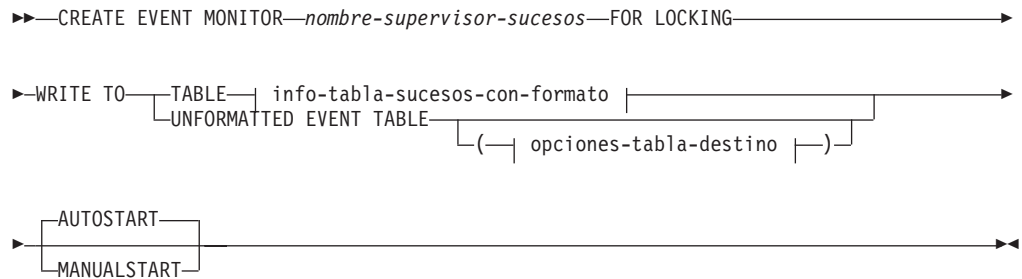 CREATE EVENT MONITOR nombre-supervisor-sucesos FOR LOCKING
WRITE TO TABLE info-tabla-sucesos-con-formato
UNFORMATTED EVENT TABLE
( opciones-tabla-destino )
AUTOSTART
MANUALSTART